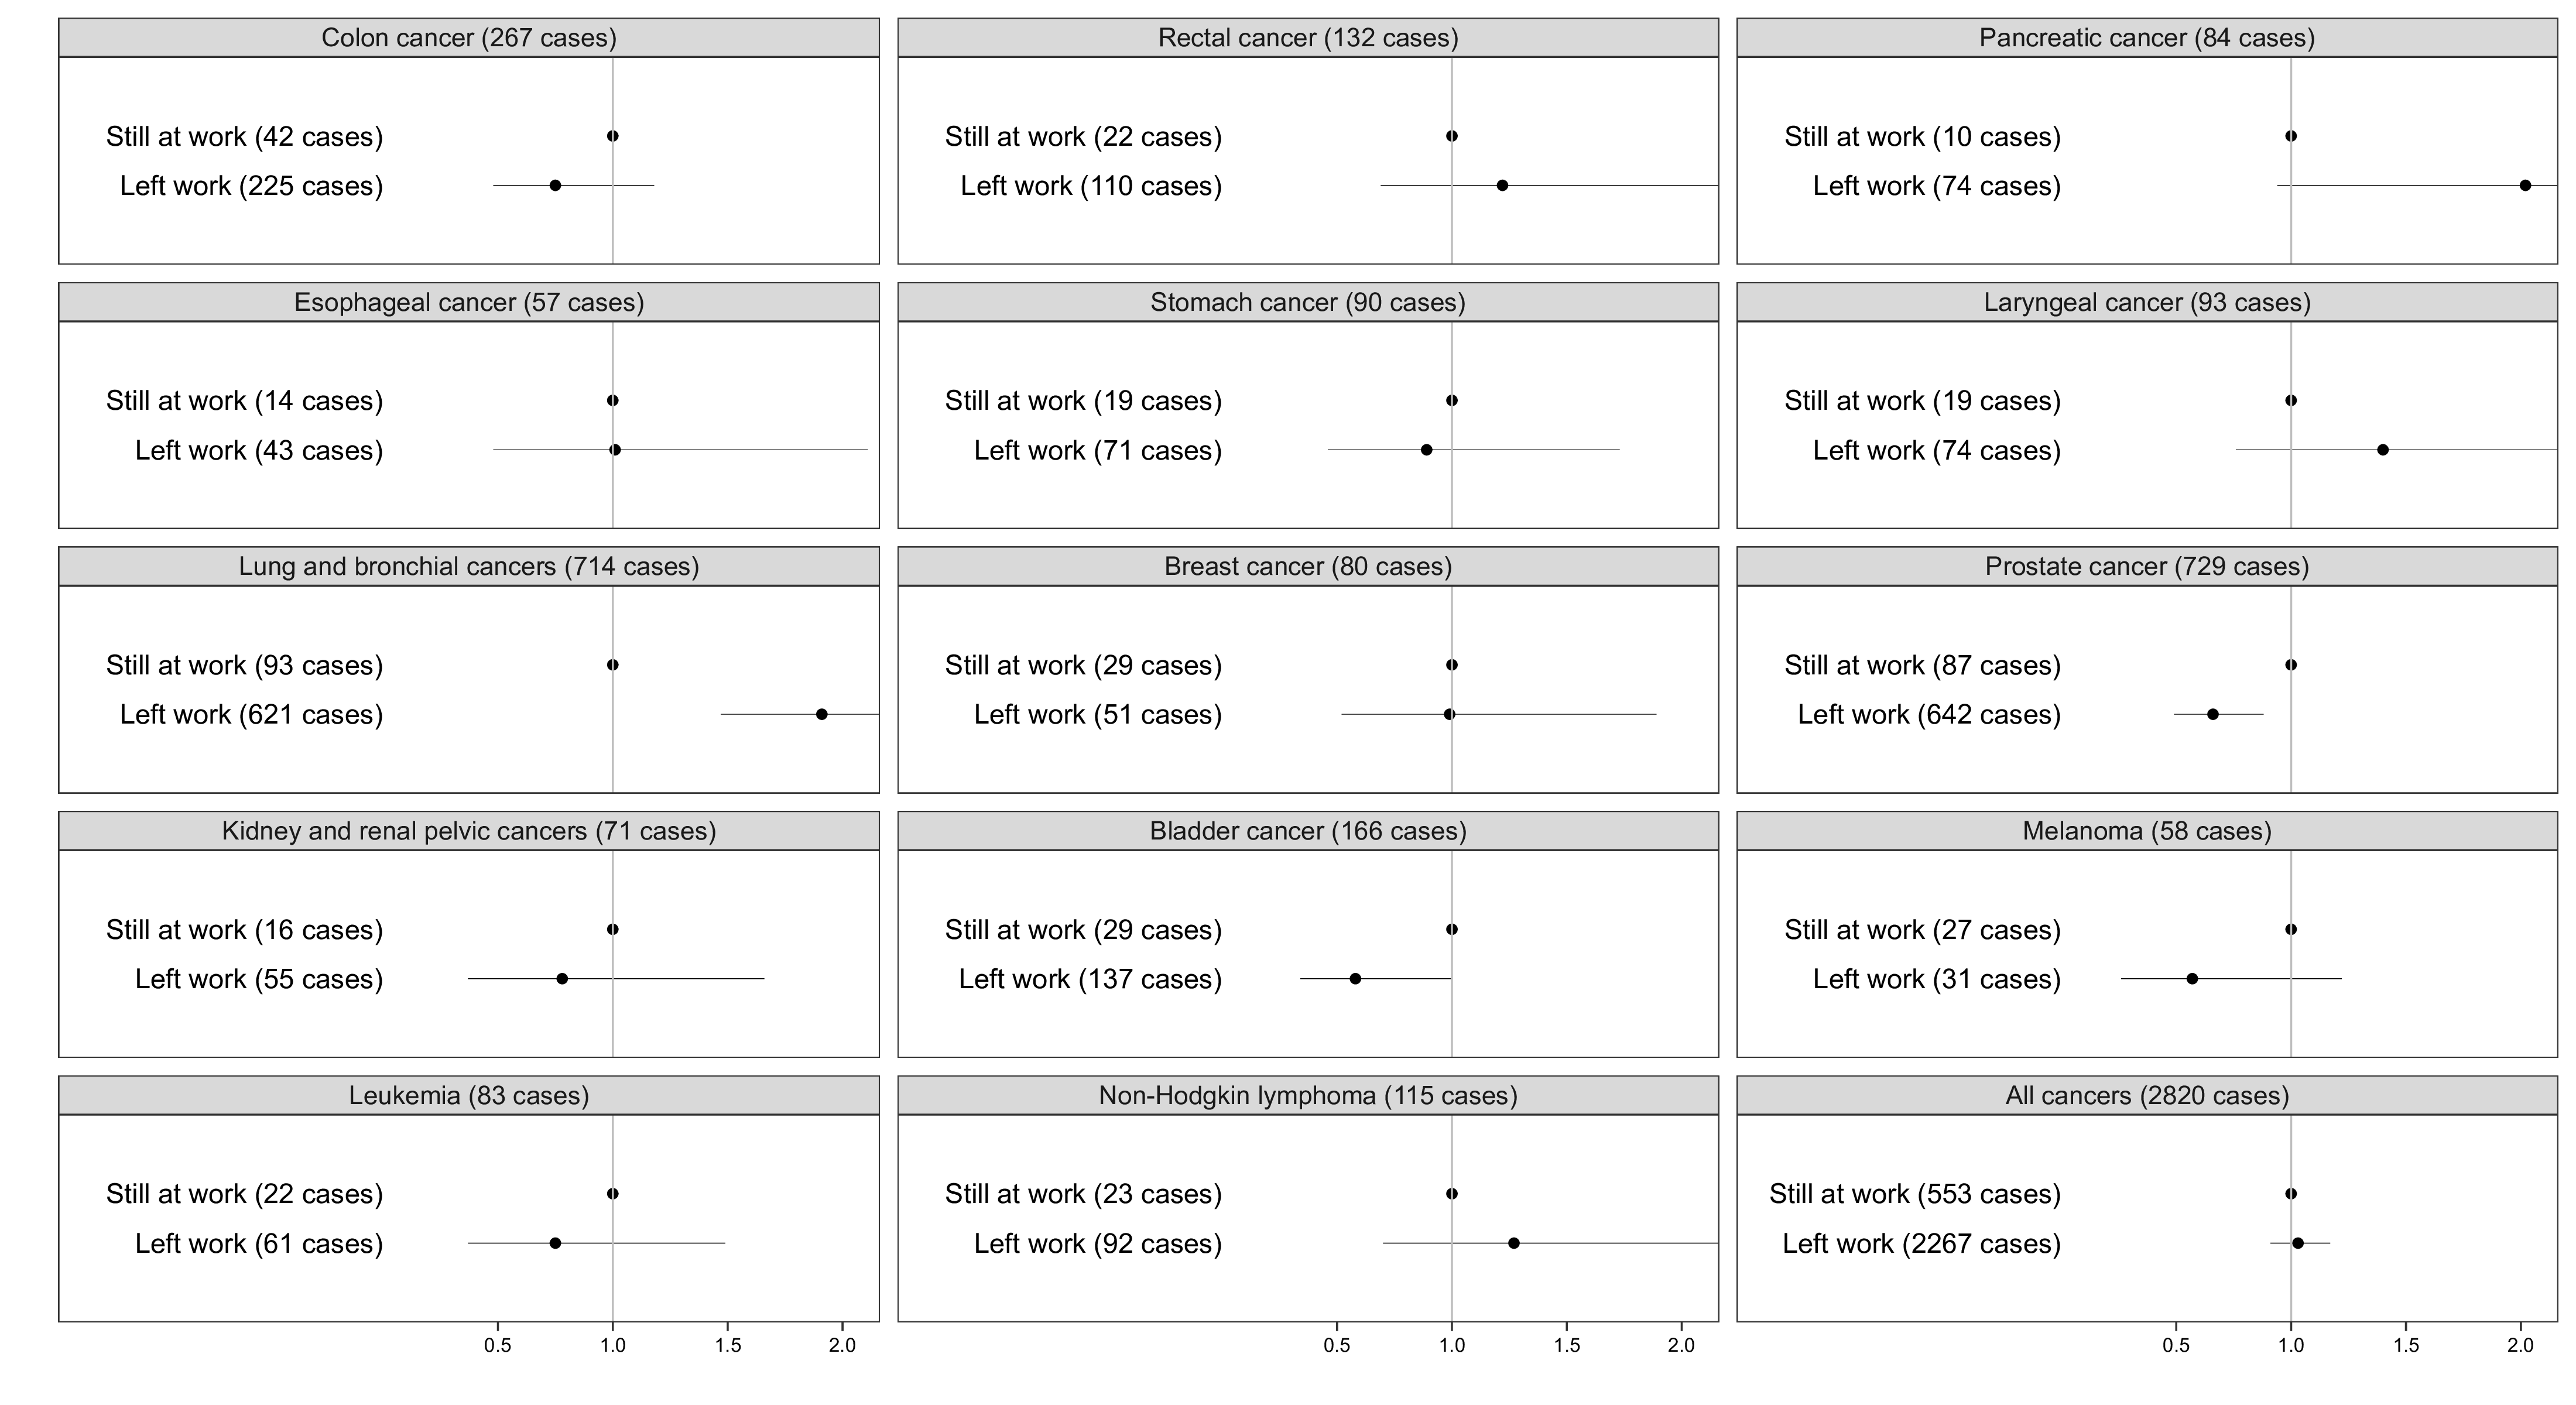 Colon cancer (267 cases)
Still at work (42 cases)
Left work (225 cases)
Rectal cancer (132 cases)
Still at work (22 cases)
Left work (110 cases)
Pancreatic cancer (84 cases)
Still at work (10 cases)
Left work (74 cases)
Esophageal cancer (57 cases)
Still at work (14 cases)
Left work (43 cases)
Stomach cancer (90 cases)
Still at work (19 cases)
Left work (71 cases)
Laryngeal cancer (93 cases)
Still at work (19 cases)
Left work (74 cases)
Lung and bronchial cancers (714 cases)
Still at work (93 cases)
Left work (621 cases)
Breast cancer (80 cases)
Still at work (29 cases)
Left work (51 cases)
Prostate cancer (729 cases)
Still at work (87 cases)
Left work (642 cases)
Kidney and renal pelvic cancers (71 cases)
Still at work (16 cases)
Left work (55 cases)
Bladder cancer (166 cases)
Still at work (29 cases)
Left work (137 cases)
Melanoma (58 cases)
Still at work (27 cases)
Left work (31 cases)
Leukemia (83 cases)
Still at work (22 cases)
Left work (61 cases)
0.5 1.0 1.5 2.0
Non-Hodgkin lymphoma (115 cases)
Still at work (23 cases)
Left work (92 cases)
0.5 1.0 1.5 2.0
All cancers (2820 cases)
Still at work (553 cases)
Left work (2267 cases)
0.5 1.0 1.5 2.0